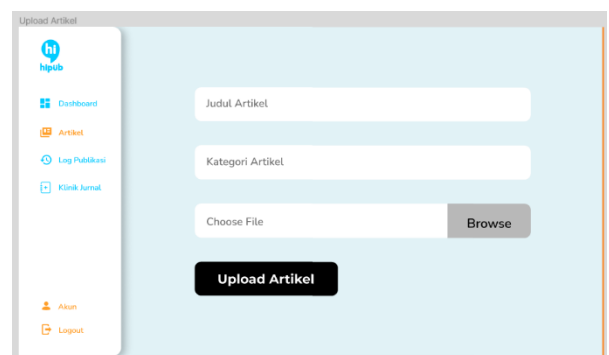 Upload Artikel
hi
hipub
Dashboard
Artikel
Log Publikasi
Klinik Jurnal
Akun
Logout
Judul Artikel
Kategori Artikel
Choose File
Browse
Upload Artikel